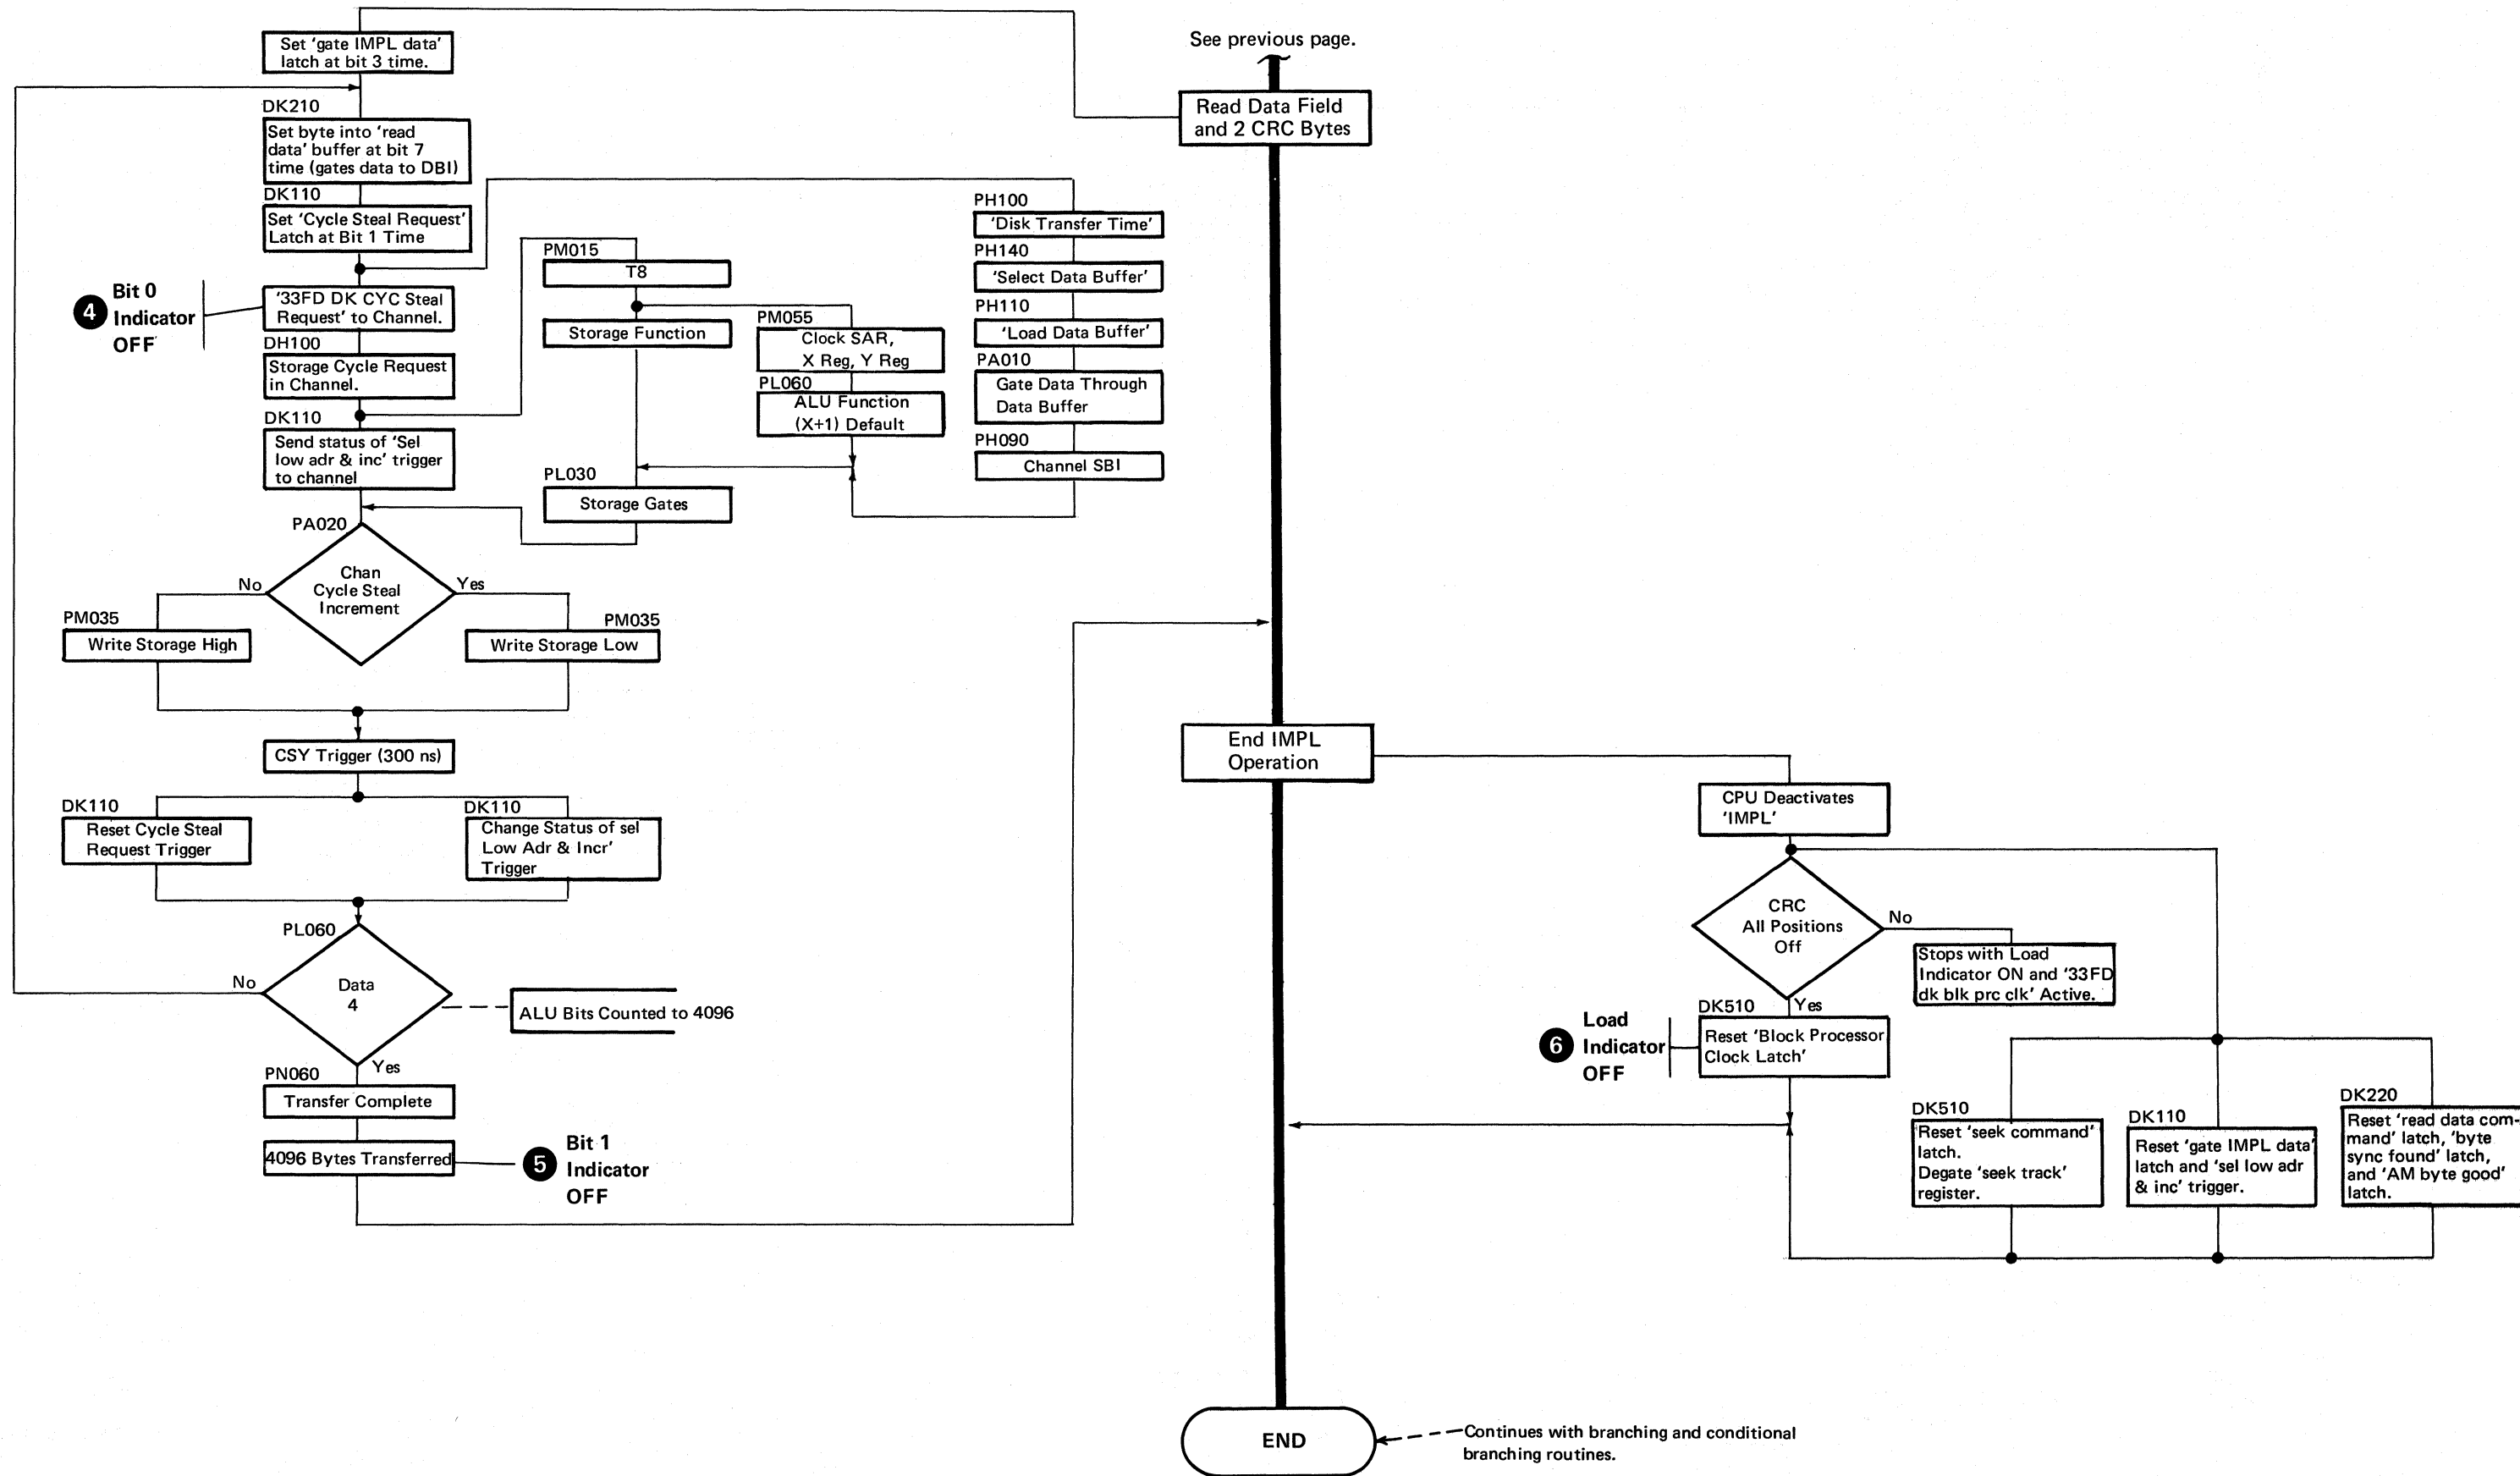 See previous page.
Set 'gate IMPL data'
latch at bit 3 time.
Read Data Field
and 2 CRC Bytes
DK210
Set byte into 'read
data' buffer at bit 7
time (gates data to DBI)
DK110
Set 'Cycle Steal Request'
Latch at Bit 1 Time
4
Bit 0
Indicator
OFF
'33FD DK CYC Steal
Request' to Channel.
DH100
Storage Cycle Request
in Channel.
DK110
Send status of 'Sel
low adr & inc' trigger
to channel
PM015
T8
Storage Function
PM055
Clock SAR,
X Reg, Y Reg
PL060
ALU Function
(X+1) Default
PL030
Storage Gates
PH100
'Disk Transfer Time'
PH140
'Select Data Buffer'
PH110
'Load Data Buffer'
PA010
Gate Data Through
Data Buffer
PH090
Channel SBI
PA020
Chan
Cycle Steal
Increment
No
Yes
PM035
Write Storage High
PM035
Write Storage Low
CSY Trigger (300 ns)
DK110
Reset Cycle Steal
Request Trigger
DK110
Change Status of sel
Low Adr & Incr'
Trigger
PL060
Data
4
No
Yes
ALU Bits Counted to 4096
PN060
Transfer Complete
4096 Bytes Transferred
5
Bit 1
Indicator
OFF
End IMPL
Operation
CPU Deactivates
'IMPL'
CRC
All Positions
Off
No
Stops with Load
Indicator ON and '33FD
dk blk prc clk' Active.
Yes
DK510
Reset 'Block Processor
Clock Latch'
6
Load
Indicator
OFF
DK510
Reset 'seek command'
latch.
Degate 'seek track'
register.
DK110
Reset 'gate IMPL data'
latch and 'sel low adr
& inc' trigger.
DK220
Reset 'read data com-
mand' latch, 'byte
sync found' latch,
and 'AM byte good'
latch.
END
Continues with branching and conditional
branching routines.